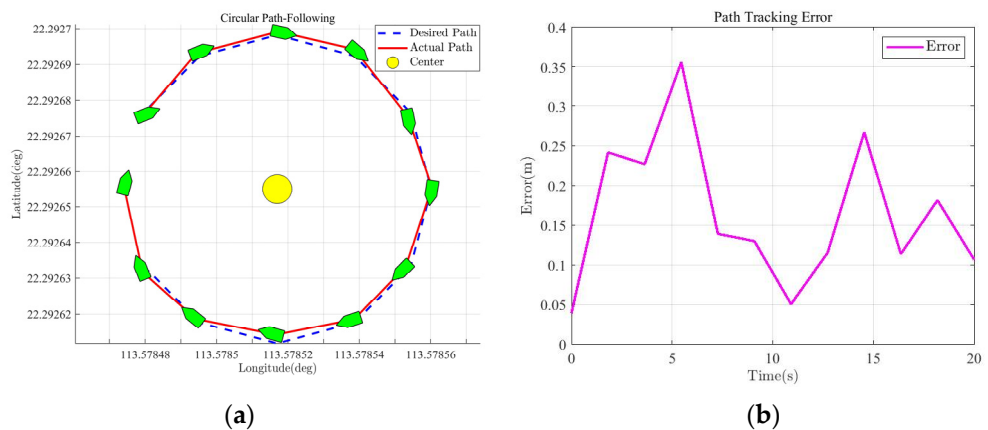 Circular Path-Following
22.2927
22.29269
22.29268
22.29267
22.29266
22.29265
22.29264
22.29263
22.29262
Latitude(deg)
Desired Path
Actual Path
Center
113.57848
113.5785
113.57852
113.57854
113.57856
Longitude(deg)
(a)
Path Tracking Error
0.4
0.35
0.3
0.25
0.2
0.15
0.1
0.05
0
Error(m)
Error
0
5
10
15
20
Time(s)
(b)